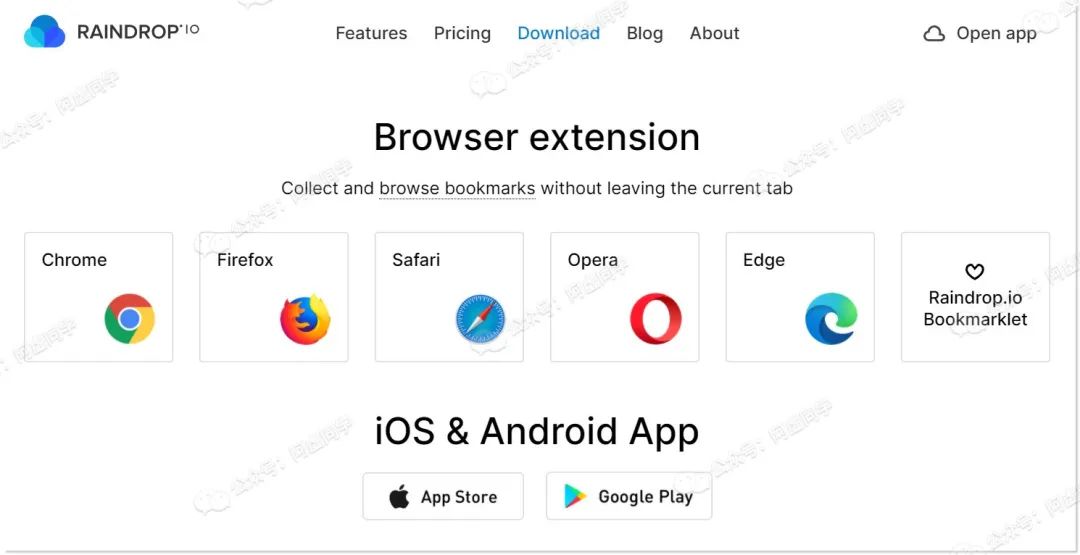 RAINDROP.IO
Features Pricing Download Blog About
Open app
Browser extension
Collect and browse bookmarks without leaving the current tab
Chrome
Firefox
Safari
Opera
Edge
Raindrop.io
Bookmarklet
iOS & Android App
App Store
Google Play